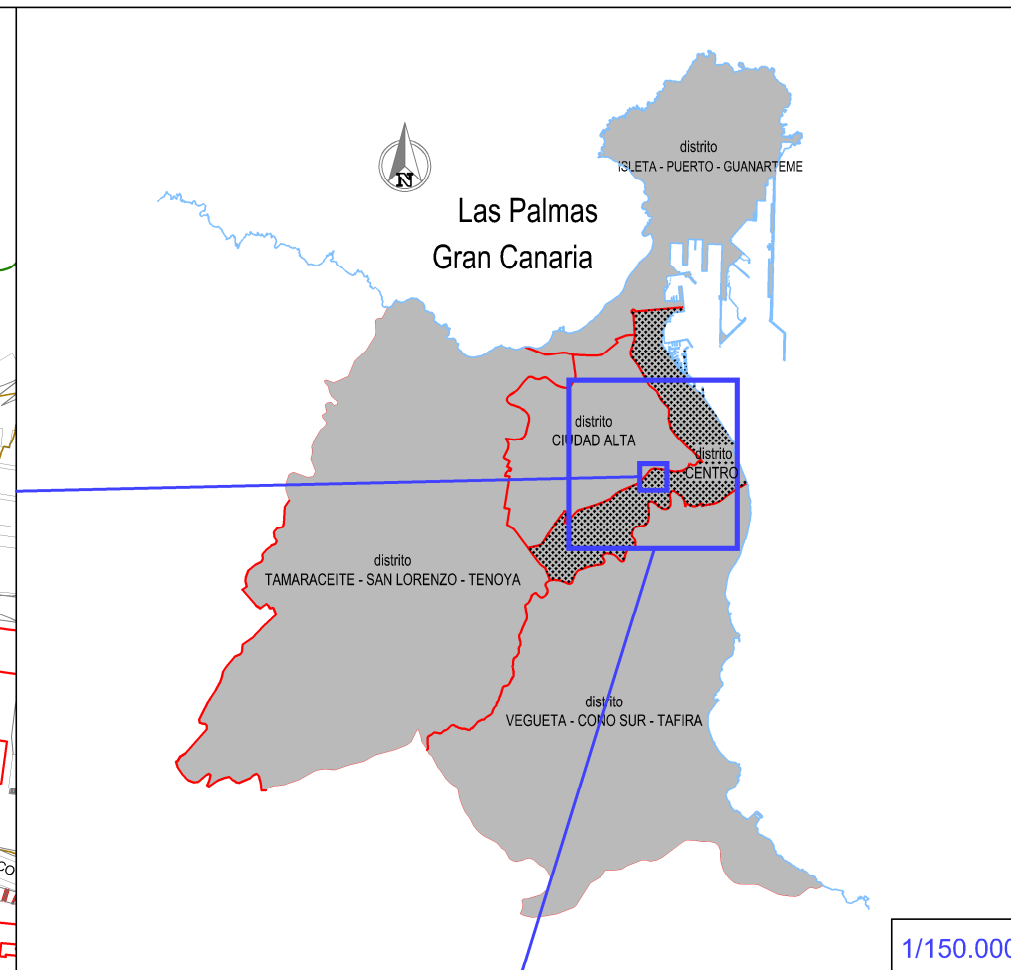 distrito
ISLETA - PUERTO - GUANARTEME
N
Las Palmas
Gran Canaria
distrito
CIUDAD ALTA
distrito
CENTRO
distrito
TAMARACEITE - SAN LORENZO - TENOYA
distrito
VEGUETA - CONO SUR - TAFIRA
CO
1/150.000